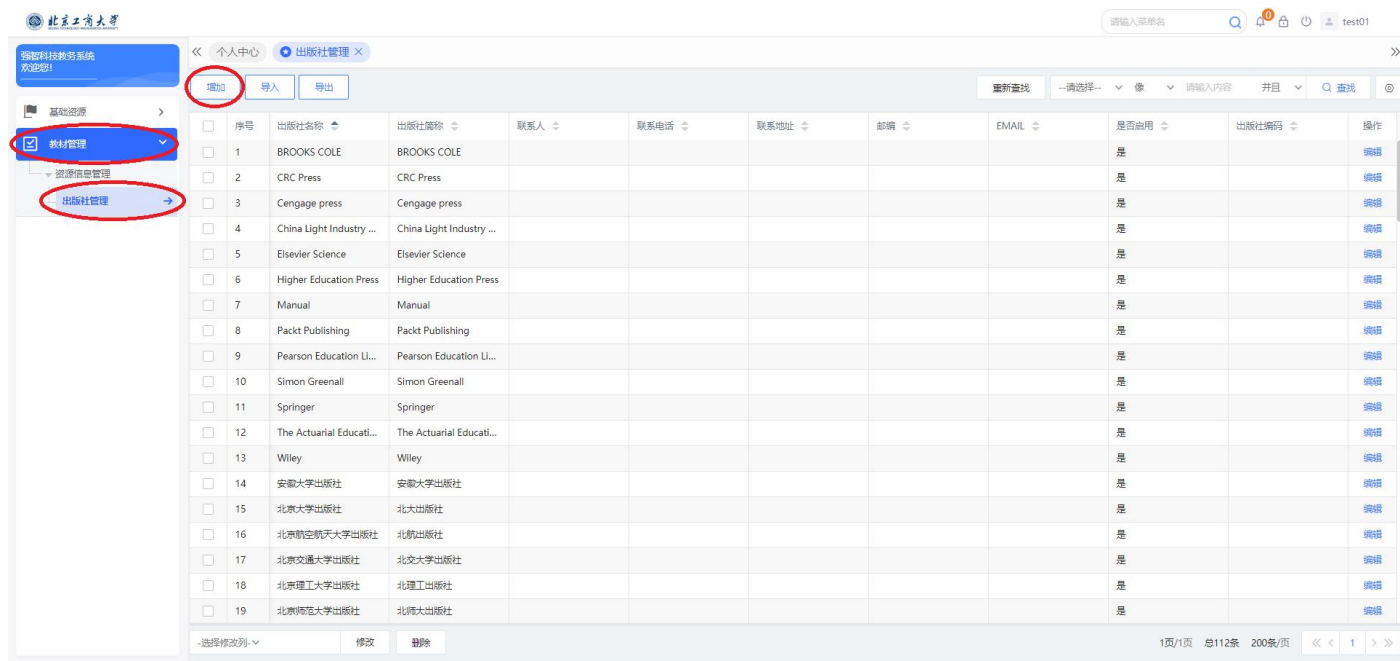 北京工商大学
请输入菜单名
0
test01
强智科技教务系统
欢迎您!
个人中心
出版社管理
增加
导入
导出
重新查找
--请选择--
像
请输入内容
并且
查找
基础资源
教材管理
资源信息管理
出版社管理
序号 出版社名称 出版社简称 联系人 联系电话 联系地址 邮编 EMAIL 是否启用 出版社编码 操作
1 BROOKS COLE BROOKS COLE 是 编辑
2 CRC Press CRC Press 是 编辑
3 Cengage press Cengage press 是 编辑
4 China Light Industry ... China Light Industry ... 是 编辑
5 Elsevier Science Elsevier Science 是 编辑
6 Higher Education Press Higher Education Press 是 编辑
7 Manual Manual 是 编辑
8 Packt Publishing Packt Publishing 是 编辑
9 Pearson Education Li... Pearson Education Li... 是 编辑
10 Simon Greenall Simon Greenall 是 编辑
11 Springer Springer 是 编辑
12 The Actuarial Educati... The Actuarial Educati... 是 编辑
13 Wiley Wiley 是 编辑
14 安徽大学出版社 安徽大学出版社 是 编辑
15 北京大学出版社 北大出版社 是 编辑
16 北京航空航天大学出版社 北航出版社 是 编辑
17 北京交通大学出版社 北交大学出版社 是 编辑
18 北京理工大学出版社 北理工出版社 是 编辑
19 北京师范大学出版社 北师大出版社 是 编辑
-选择修改列-
修改
删除
1页/1页 总112条 200条/页 1